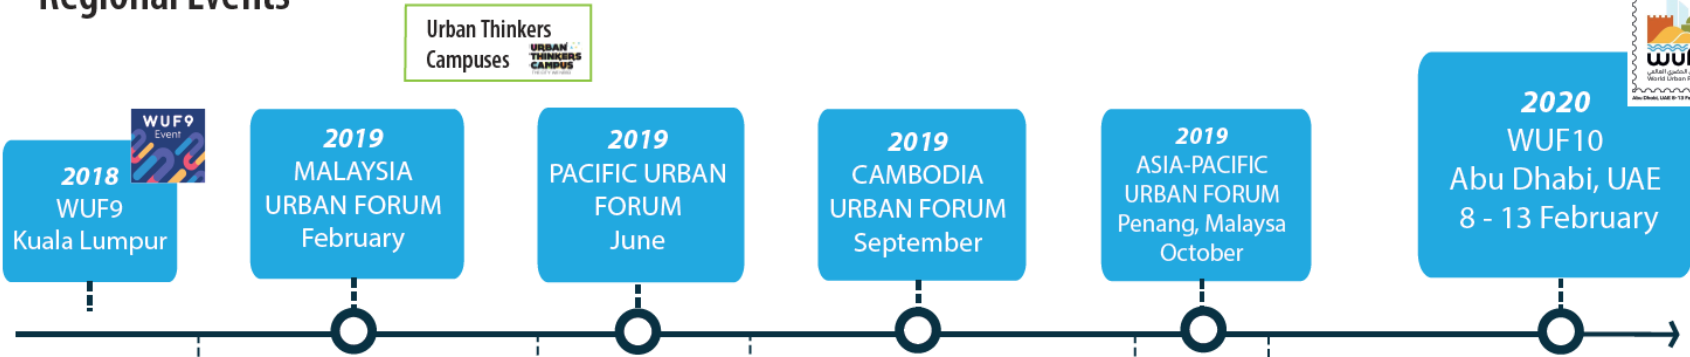 Regional Events
Urban Thinkers
Campuses
URBAN
THINKERS
CAMPUS
WUF9
Event
2018
WUF9
Kuala Lumpur
2019
MALAYSIA
URBAN FORUM
February
2019
PACIFIC URBAN
FORUM
June
2019
CAMBODIA
URBAN FORUM
September
2019
ASIA-PACIFIC
URBAN FORUM
Penang, Malaysa
October
2020
WUF10
Abu Dhabi, UAE
8 - 13 February